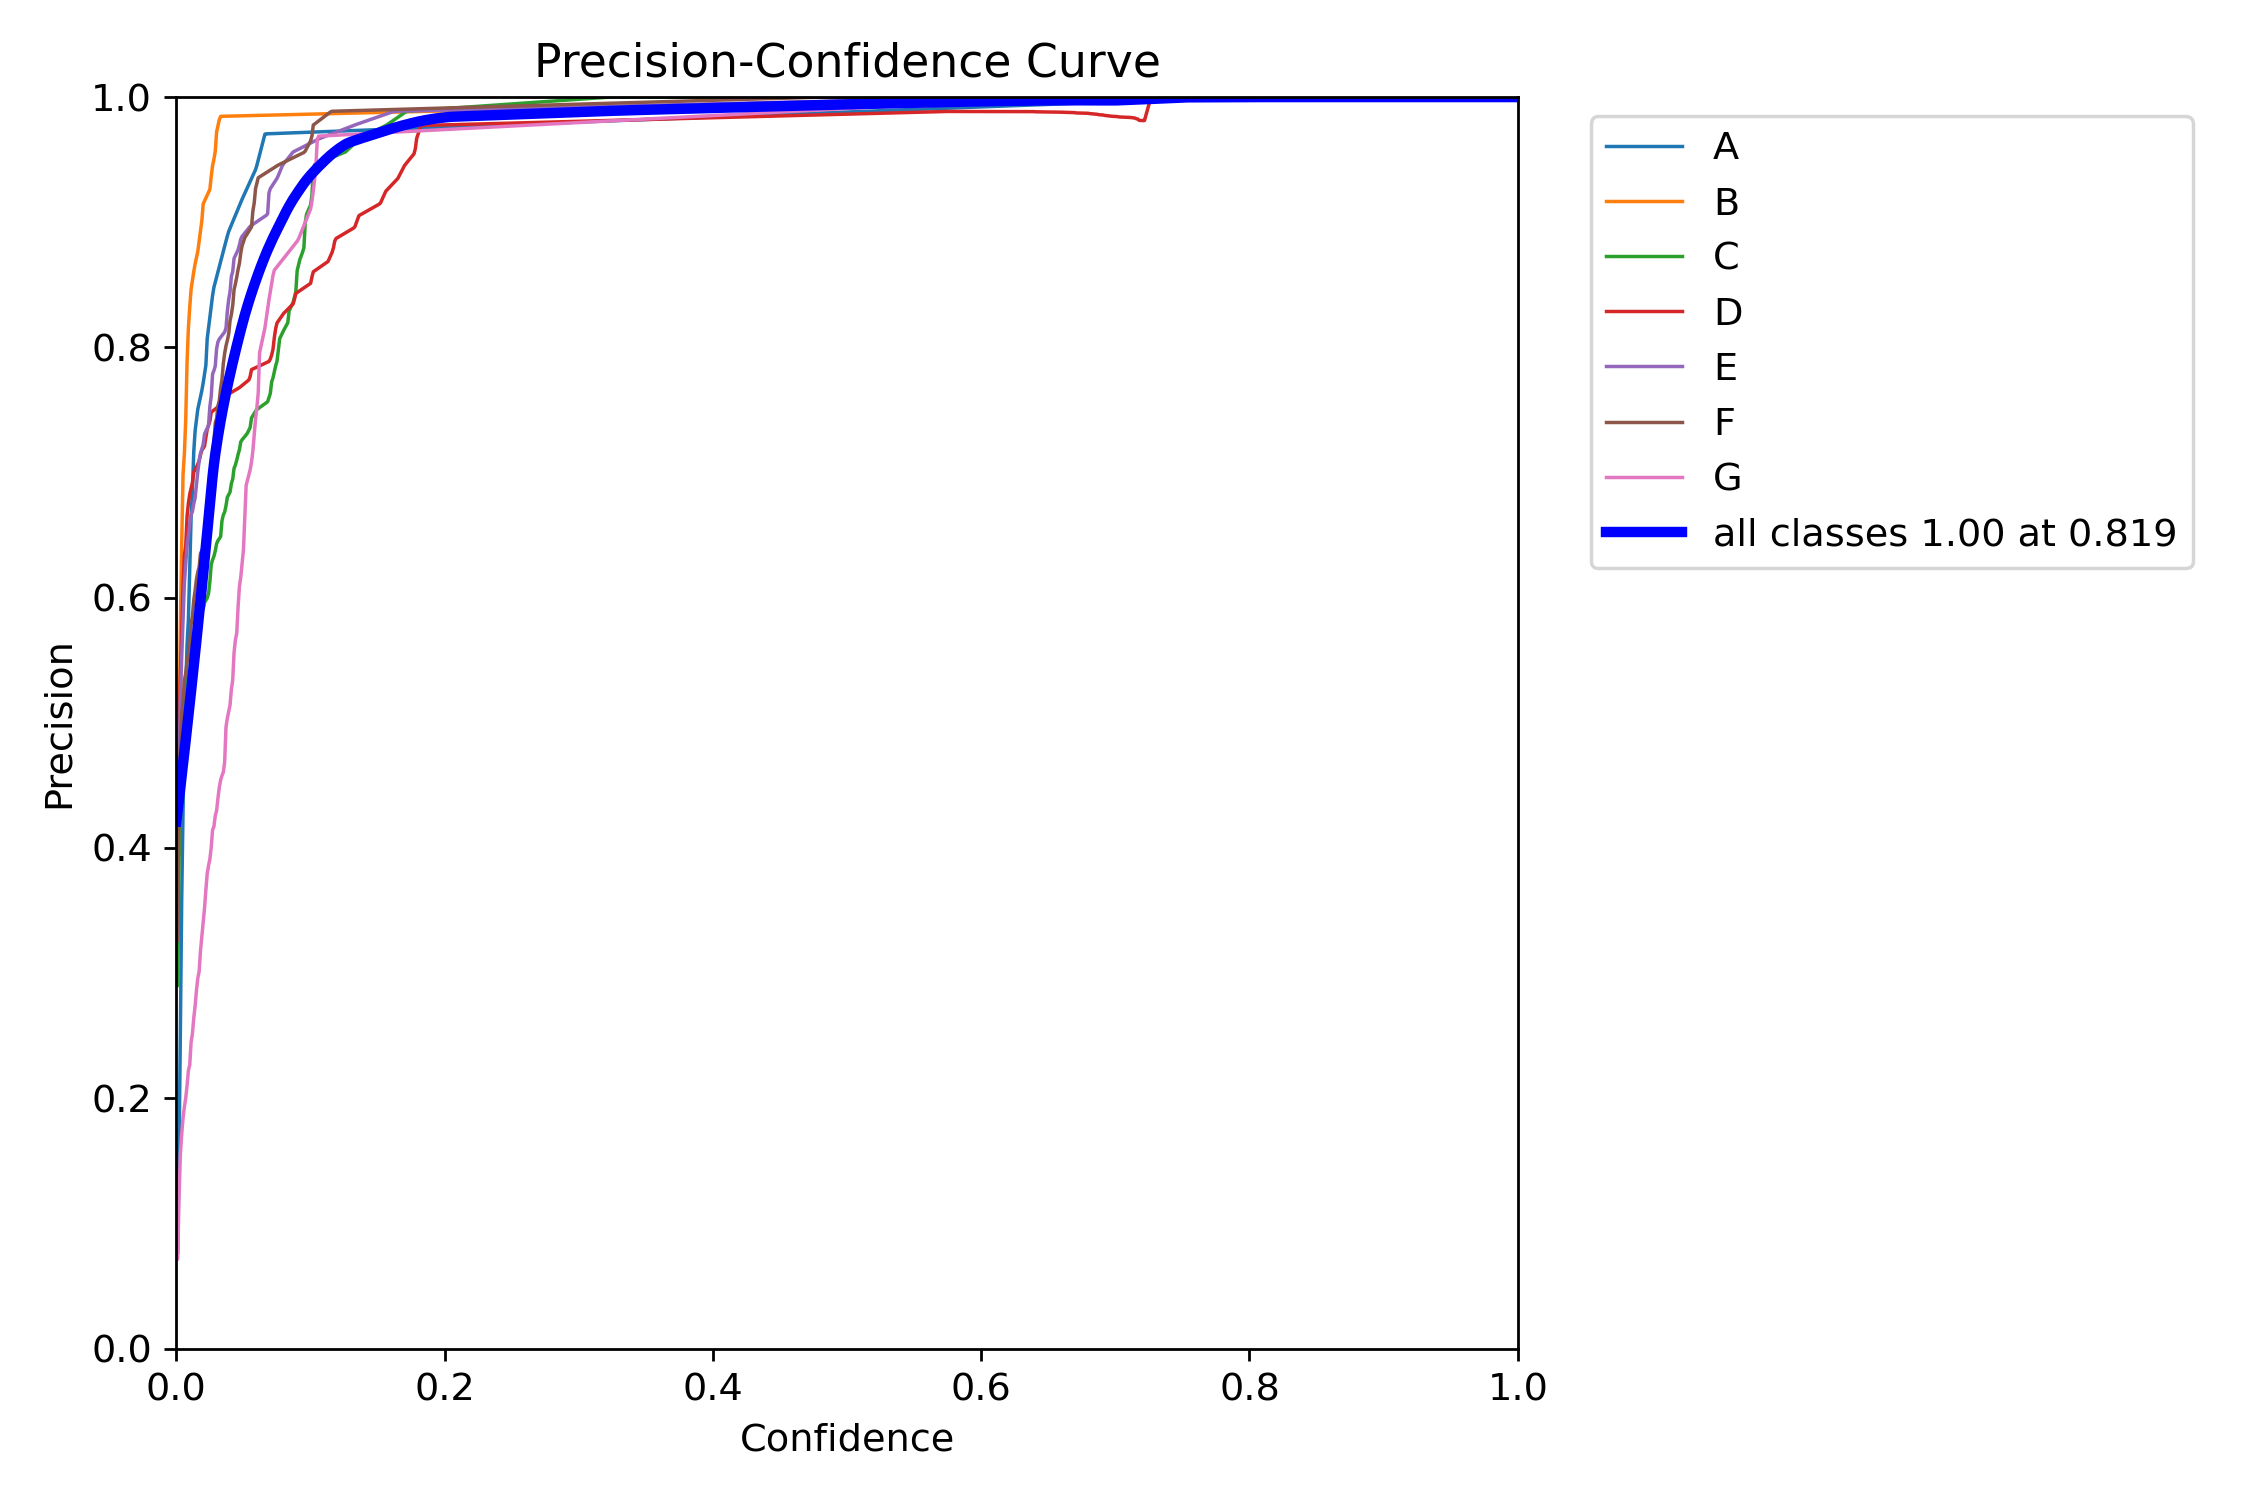 Precision-Confidence Curve
1.0
0.8
0.6
0.4
0.2
0.0
Precision
0.0 0.2 0.4 0.6 0.8 1.0
Confidence
A
B
C
D
E
F
G
all classes 1.00 at 0.819